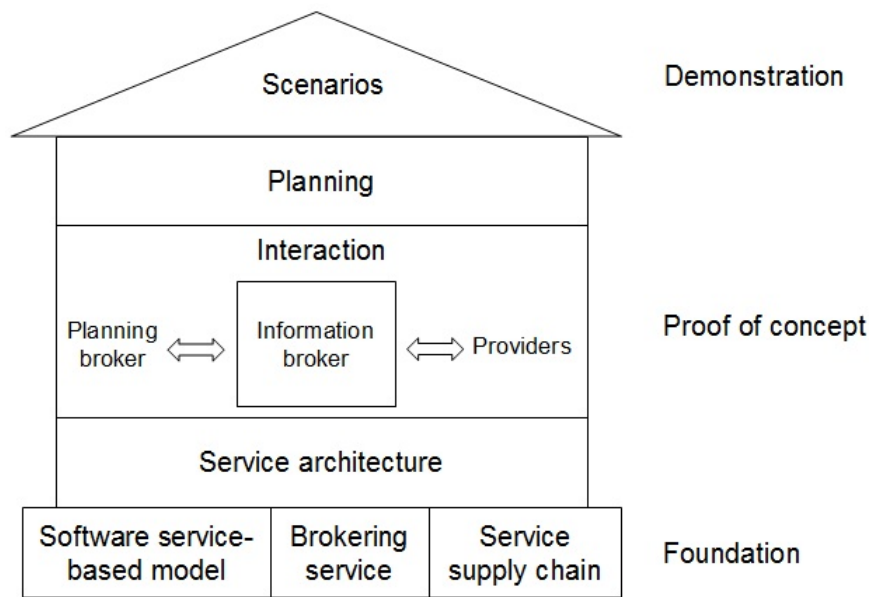 Scenarios
Demonstration
Planning
Interaction
Planning
broker
Information
broker
Providers
Proof of concept
Service architecture
Software service-
based model
Brokering
service
Service
supply chain
Foundation